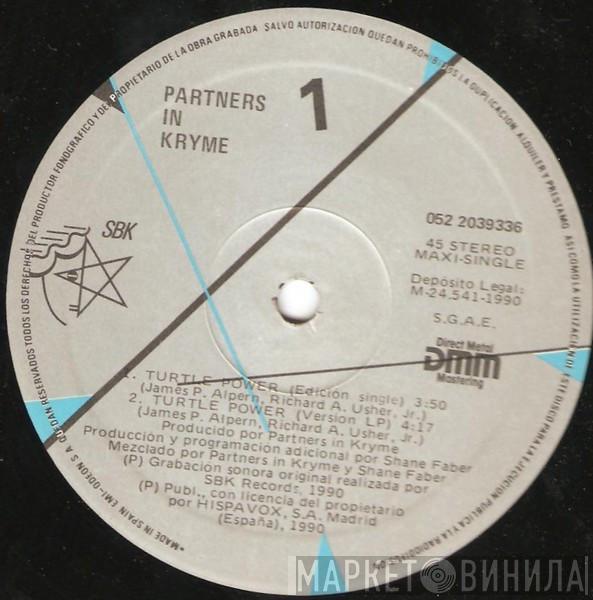 PARTNERS
IN
KRYME
1
SBK
052 2039336
45 STEREO
MAXI-SINGLE
Depósito Legal:
M-24.541-1990
S.G.A.E.
Direct Metal
DMM
Mastering
1. TURTLE POWER (Edición single) 3:50
(James P. Alpern, Richard A. Usher, Jr.)
2. TURTLE POWER (Versión LP) 4:17
(James P. Alpern, Richard A. Usher, Jr.)
Producido por Partners in Kryme
Producción y programación adicional por Shane Faber
Mezclado por Partners in Kryme y Shane Faber
(P) Grabación sonora original realizada por
SBK Records, 1990
(P) Publ., con licencia del propietario
por HISPAVOX, S.A. Madrid
(España), 1990
*MADE IN SPAIN EMI-ODEON S A QUEDAN RESERVADOS TODOS LOS DERECHOS DEL PRODUCTOR FONOGRAFICO Y DEL PROPIETARIO DE LA OBRA GRABADA SALVO AUTORIZACION QUEDAN PROHIBIDOS LA DUPLICACION, ALQUILER Y PRESTAMO ASI COMO LA UTILIZACION DE ESTE DISCO PARA LA EJECUCION PUBLICA Y LA RADIODIFUSION
МАРКЕТ ВИНИЛА